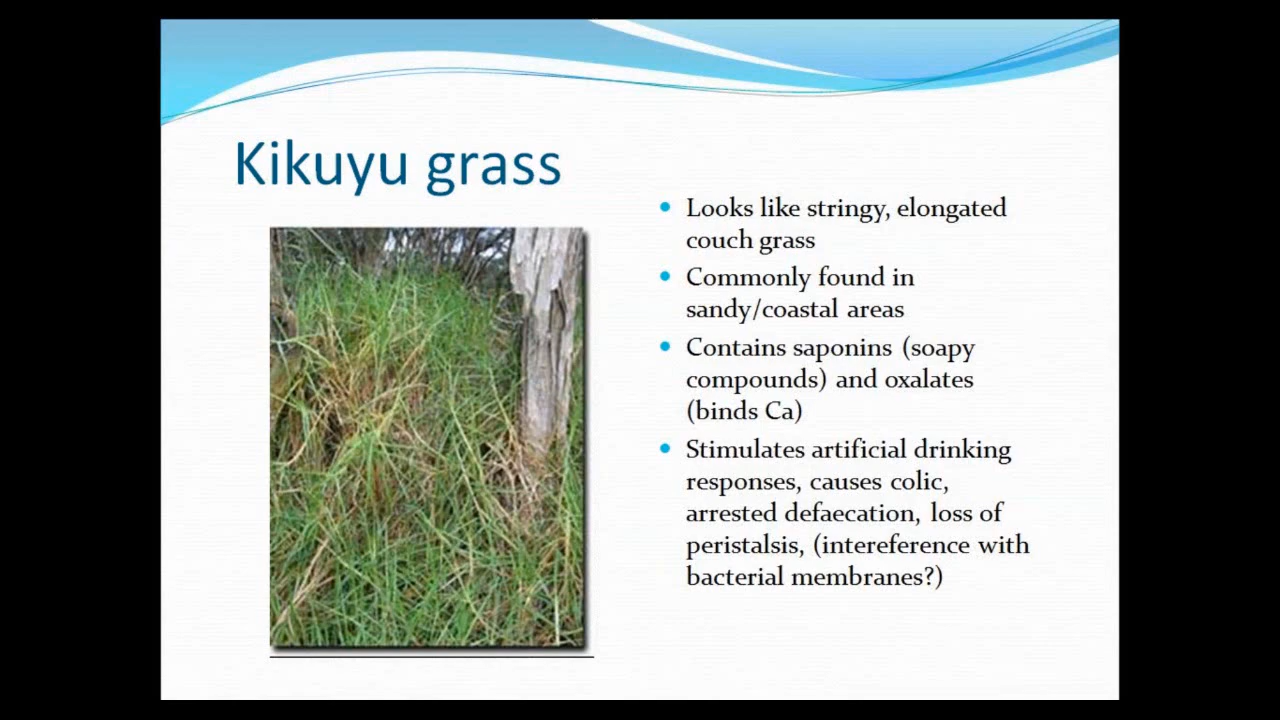 Kikuyu grass
• Looks like stringy, elongated
couch grass
• Commonly found in
sandy/coastal areas
• Contains saponins (soapy
compounds) and oxalates
(binds Ca)
• Stimulates artificial drinking
responses, causes colic,
arrested defaecation, loss of
peristalsis, (intereference with
bacterial membranes?)